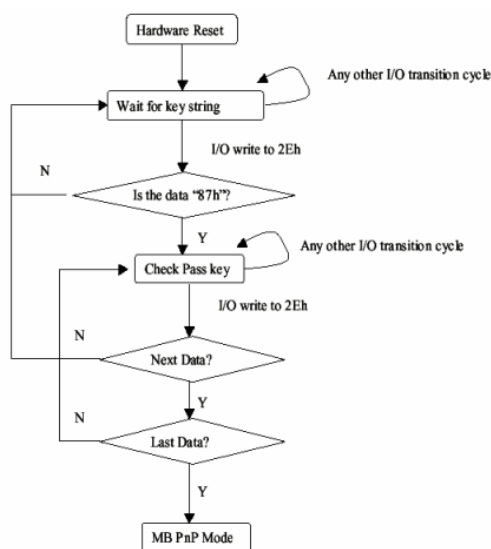 Hardware Reset
Any other I/O transition cycle
Wait for key string
I/O write to 2Eh
N
Is the data “87h”?
Y
Any other I/O transition cycle
Check Pass key
I/O write to 2Eh
N
Next Data?
Y
N
Last Data?
Y
MB PnP Mode